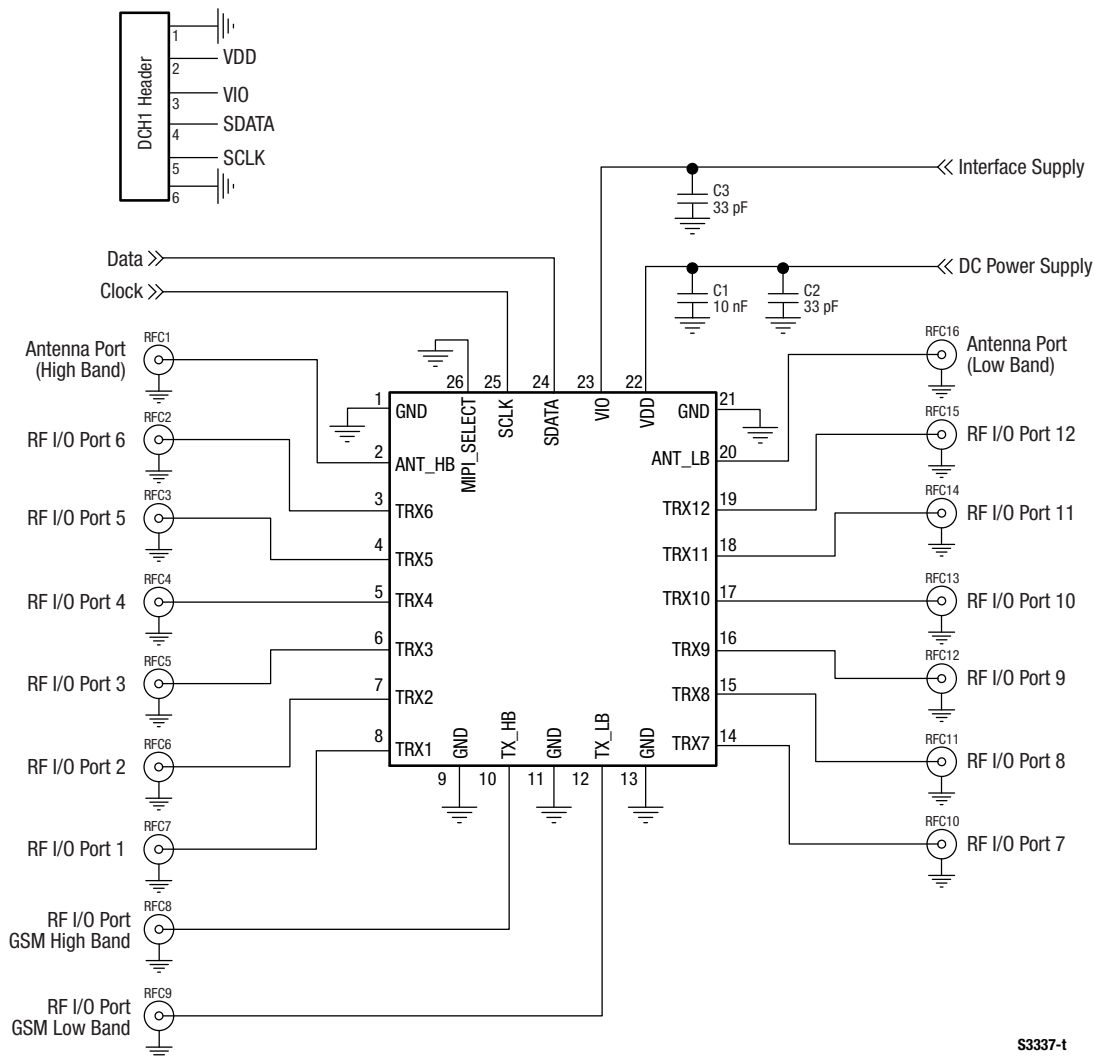 DCH1 Header
1
2
VDD
3
VIO
4
SDATA
5
SCLK
6
Interface Supply
C3
33 pF
Data
Clock
DC Power Supply
C1
10 nF
C2
33 pF
RFC1
Antenna Port
(High Band)
RFC2
RF I/O Port 6
RFC3
RF I/O Port 5
RFC4
RF I/O Port 4
RFC5
RF I/O Port 3
RFC6
RF I/O Port 2
RFC7
RF I/O Port 1
RFC8
RF I/O Port
GSM High Band
RFC9
RF I/O Port
GSM Low Band
26
25
24
23
22
MIPI_SELECT
SCLK
SDATA
VIO
VDD
1
GND
2
ANT_HB
3
TRX6
4
TRX5
5
TRX4
6
TRX3
7
TRX2
8
TRX1
GND
TX_HB
GND
TX_LB
GND
9
10
11
12
13
21
GND
20
ANT_LB
19
TRX12
18
TRX11
17
TRX10
16
TRX9
15
TRX8
14
TRX7
RFC16
Antenna Port
(Low Band)
RFC15
RF I/O Port 12
RFC14
RF I/O Port 11
RFC13
RF I/O Port 10
RFC12
RF I/O Port 9
RFC11
RF I/O Port 8
RFC10
RF I/O Port 7
S3337-t